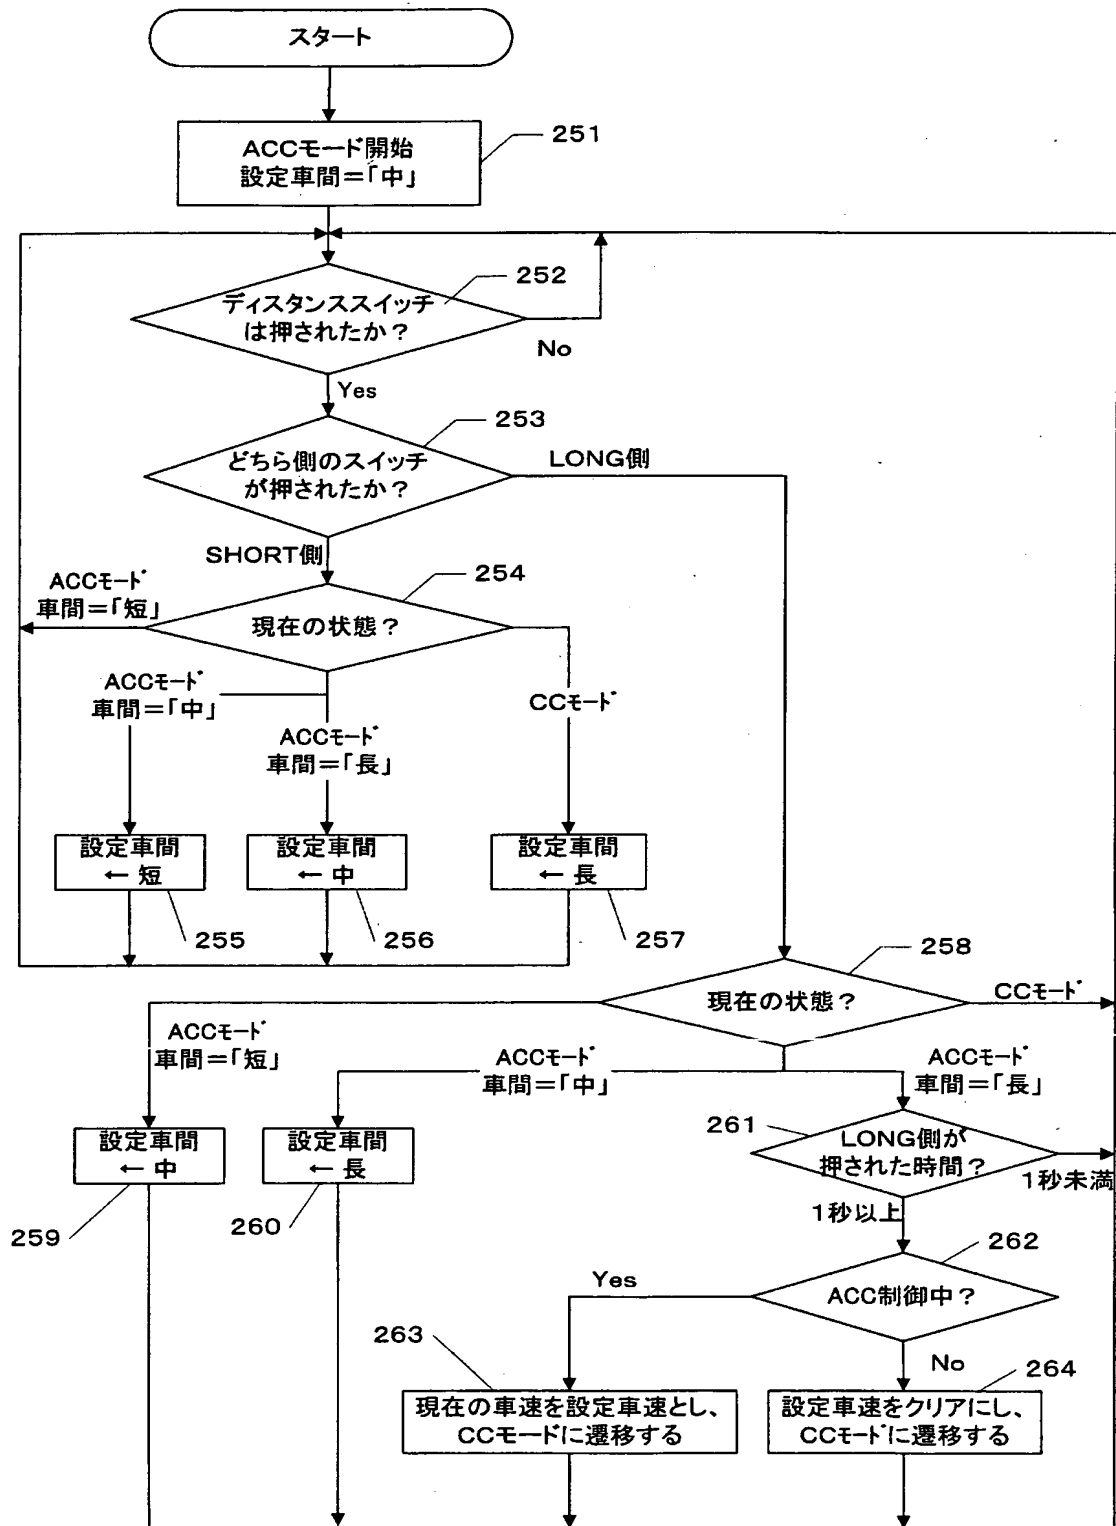 スタート
ACCモード開始
設定車間＝「中」
251
ディスタンススイッチ
は押されたか？
252
No
Yes
どちら側のスイッチ
が押されたか？
253
LONG側
SHORT側
254
現在の状態？
ACCモード
車間＝「短」
ACCモード
車間＝「中」
ACCモード
車間＝「長」
CCモード
設定車間
← 短
設定車間
← 中
設定車間
← 長
255
256
257
258
現在の状態？
CCモード
ACCモード
車間＝「短」
ACCモード
車間＝「中」
ACCモード
車間＝「長」
設定車間
← 中
設定車間
← 長
259
260
261
LONG側が
押された時間？
1秒未満
1秒以上
262
ACC制御中？
Yes
No
263
264
現在の車速を設定車速とし、
CCモードに遷移する
設定車速をクリアにし、
CCモードに遷移する